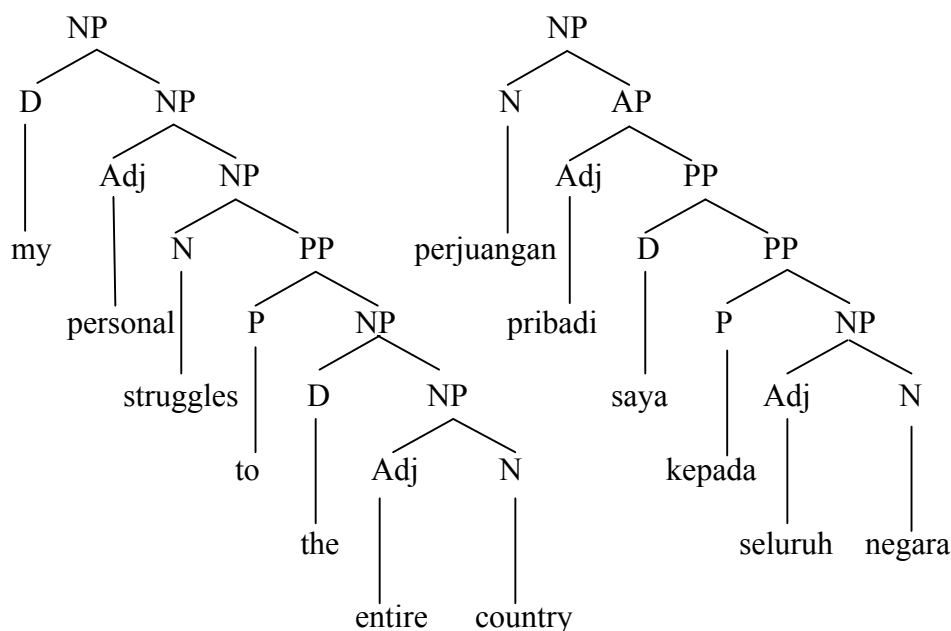 NP NP
D NP N AP
Adj NP Adj PP
my N PP perjuangan D PP
personal P NP pribadi P NP
struggles D NP saya Adj N
to Adj N kepada
the seluruh negara
entire country